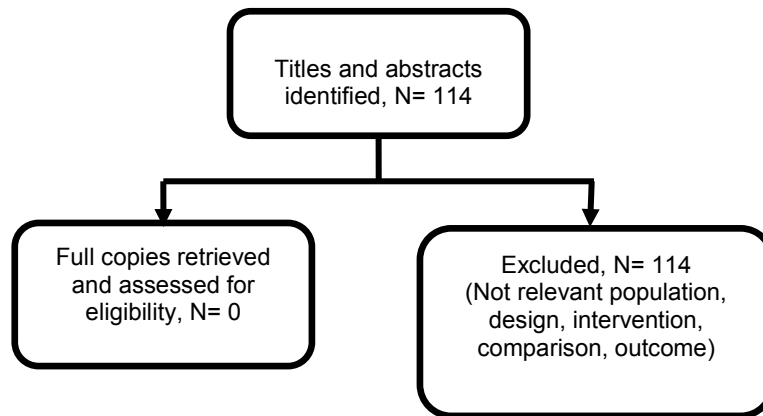 Titles and abstracts
identified, N= 114
Full copies retrieved
and assessed for
eligibility, N= 0
Excluded, N= 114
(Not relevant population,
design, intervention,
comparison, outcome)